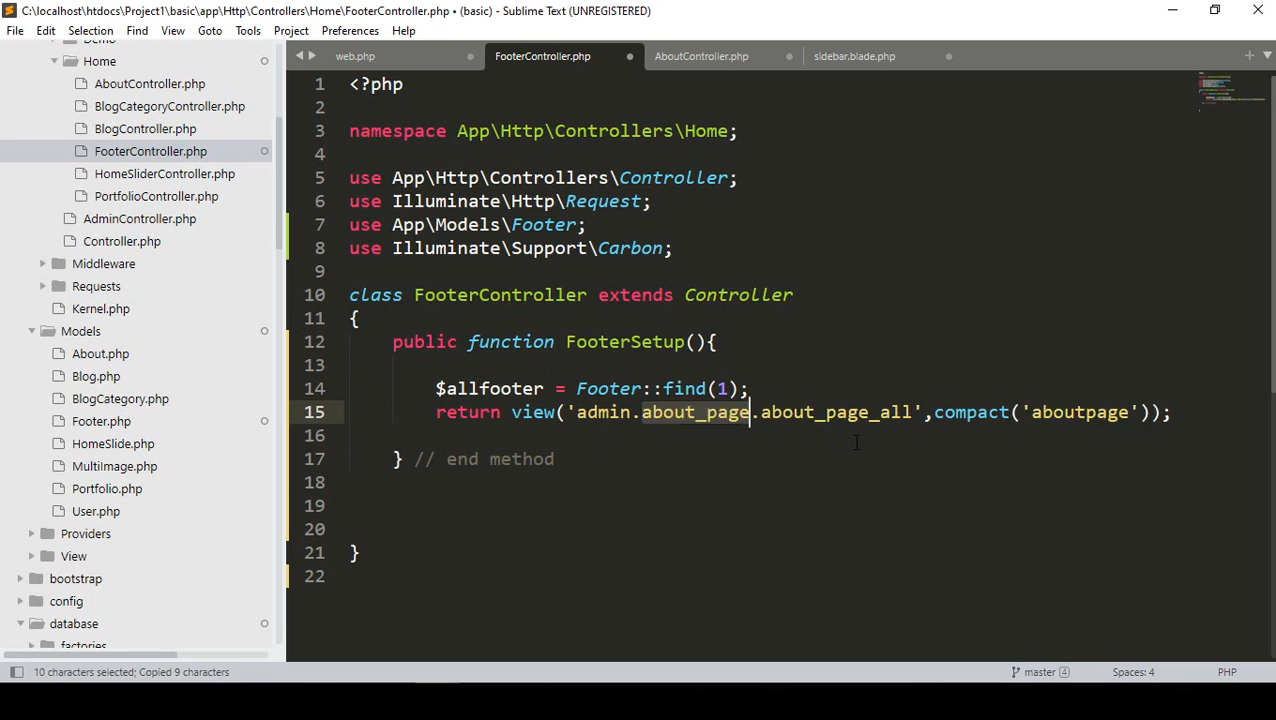 C:\localhost\htdocs\Project1\basic\app\Http\Controllers\Home\FooterController.php • (basic) - Sublime Text (UNREGISTERED)
File Edit Selection Find View Goto Tools Project Preferences Help
web.php FooterController.php AboutController.php sidebar.blade.php
Demo
Home
AboutController.php
BlogCategoryController.php
BlogController.php
FooterController.php
HomeSliderController.php
PortfolioController.php
AdminController.php
Controller.php
Middleware
Requests
Kernel.php
Models
About.php
Blog.php
BlogCategory.php
Footer.php
HomeSlide.php
MultiImage.php
Portfolio.php
User.php
Providers
View
bootstrap
config
database
factories
1 <?php
2
3 namespace App\Http\Controllers\Home;
4
5 use App\Http\Controllers\Controller;
6 use Illuminate\Http\Request;
7 use App\Models\Footer;
8 use Illuminate\Support\Carbon;
9
10 class FooterController extends Controller
11 {
12 public function FooterSetup(){
13
14 $allfooter = Footer::find(1);
15 return view('admin.about_page.about_page_all',compact('aboutpage'));
16
17 } // end method
18
19
20
21 }
22
10 characters selected; Copied 9 characters master 4 Spaces: 4 PHP